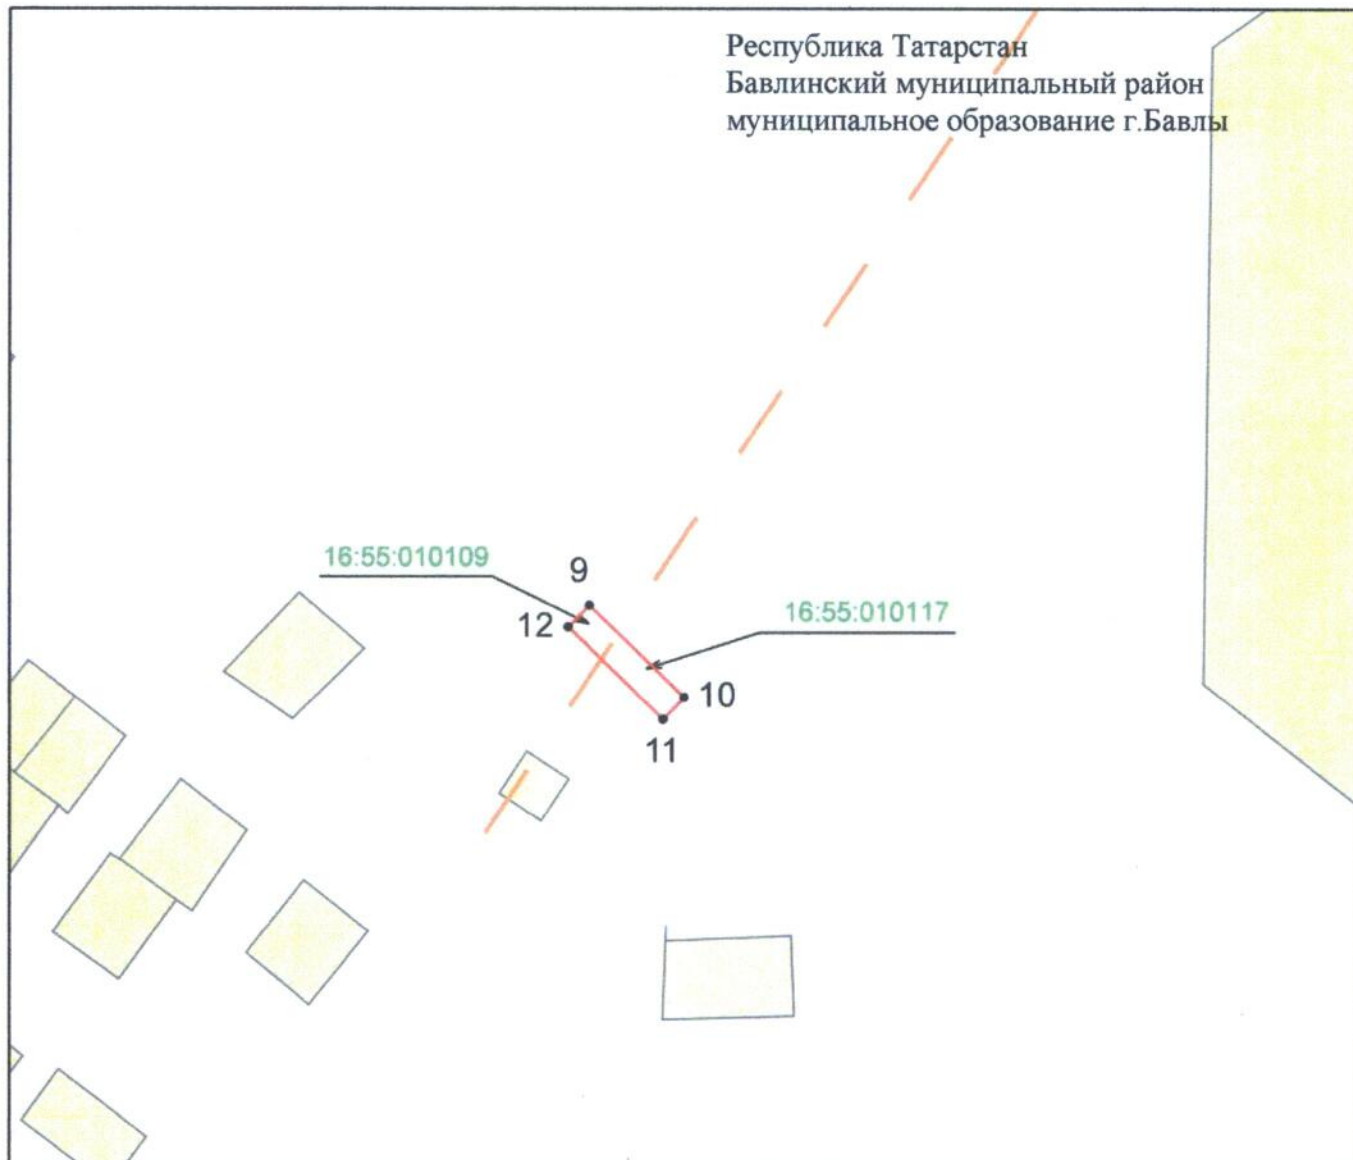 Республика Татарстан
Бавлинский муниципальный район
муниципальное образование г.Бавлы
16:55:010109
9
12
16:55:010117
10
11